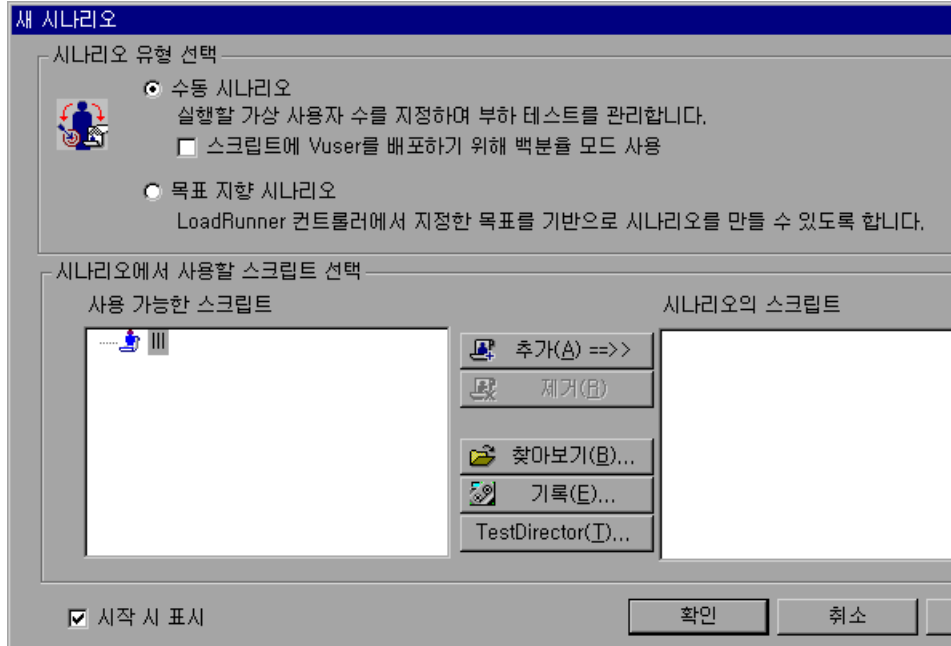 새 시나리오
시나리오 유형 선택
수동 시나리오
실행할 가상 사용자 수를 지정하며 부하 테스트를 관리합니다.
스크립트에 Vuser를 배포하기 위해 백분율 모드 사용
목표 지향 시나리오
LoadRunner 컨트롤러에서 지정한 목표를 기반으로 시나리오를 만들 수 있도록 합니다.
시나리오에서 사용할 스크립트 선택
사용 가능한 스크립트
시나리오의 스크립트
lll
추가(A) ==>>
제거(R)
찾아보기(B)...
기록(E)...
TestDirector(T)...
시작 시 표시
확인
취소